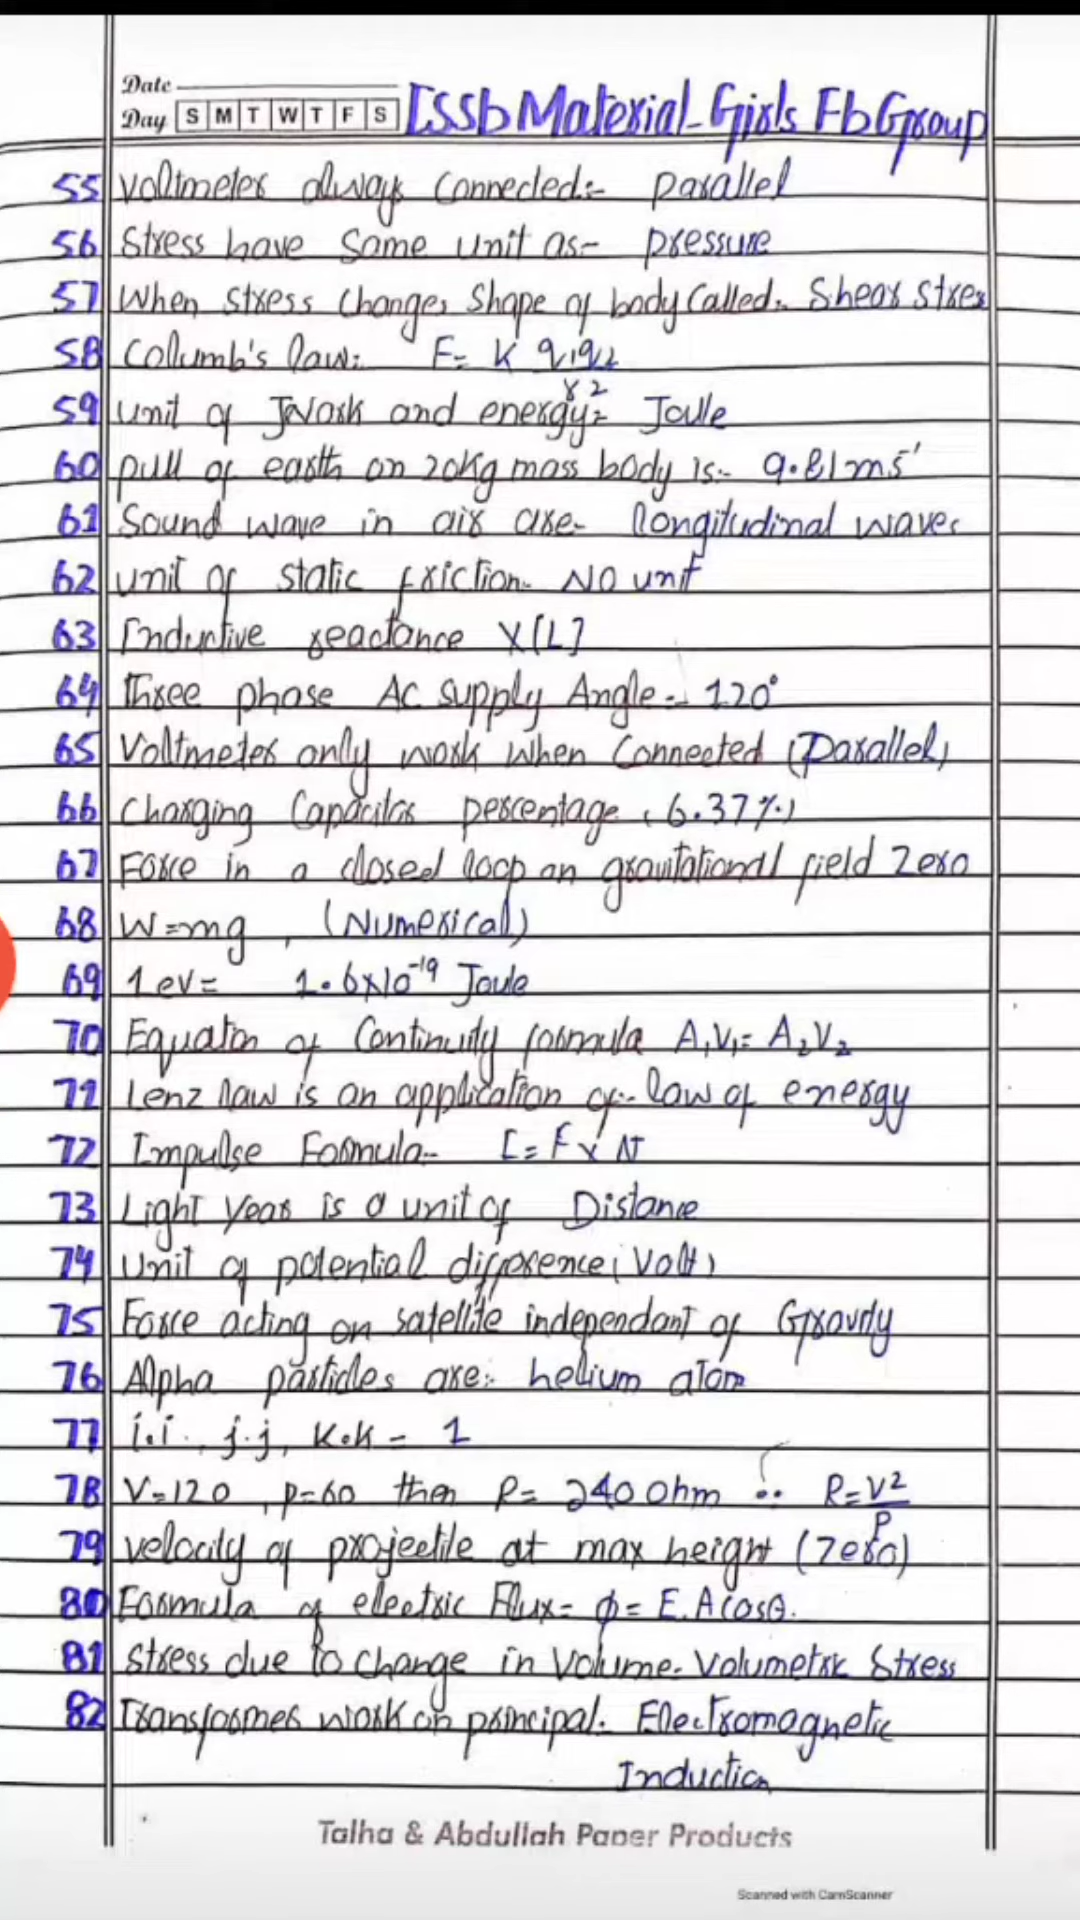 Date
Day S M T W T F S ISSb Material Girls Fb Group
55 Voltmeter always Connected:- parallel
56 Stress have Same unit as- pressure
57 When stress changes Shape of body Called:- Shear stres
58 Columb's law:- F= K q1q2
r2
59 unit of Work and energy= Joule
60 pull of earth on 20kg mass body is:- 9.81ms-1
61 Sound wave in air are- longitudinal waves
62 unit of static friction- No unit
63 Inductive reactance X[L]
64 Three phase AC supply Angle:- 120°
65 Voltmeter only work When Connected (Parallel)
66 Charging Capacitor percentage (6.37%)
67 Force in a closed loop on gravitational field Zero
68 W=mg, (Numerical)
69 1ev= 1.6x10-19 Joule
70 Equaton of Continuity formula A1V1= A2V2
71 Lenz law is an application of:- law of energy
72 Impulse Formula:- I= F x
73 Light Year is a unit of Distance
74 Unit of potential difference (Volt)
75 Force acting on satellite independant of Gravity
76 Alpha particles are:- helium atom
77 i.i, j.j, K.K = 1
78 V=120, p=60 then R= 240 Ohm ∴ R=V2
P
79 velocity of projectile at max height (Zero)
80 Formula of electric Flux= ϕ= E.Acosθ.
81 Stress due to change in Volume- Volumetric Stress
82 Transformer work on principal:- Electromagnetic
Induction
Talha & Abdullah Paper Products
Scanned with CamScanner